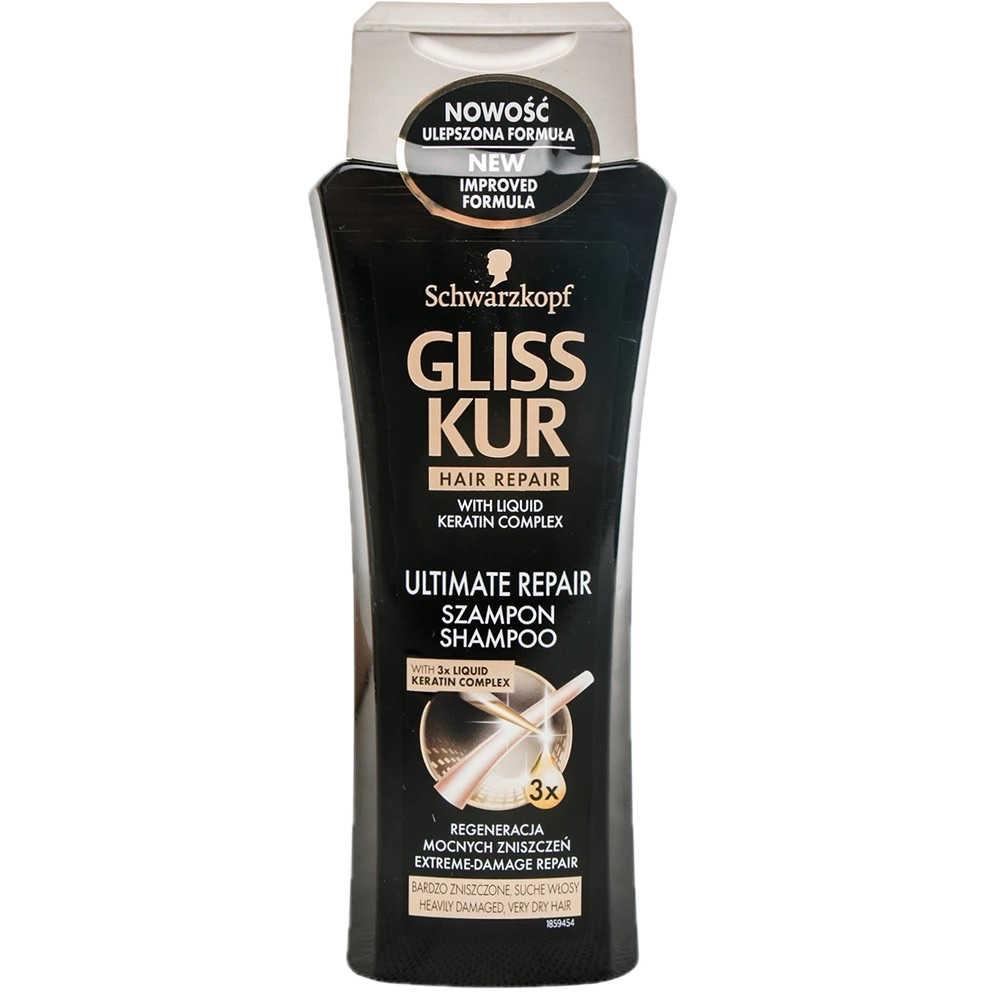 NOWOŚĆ
ULEPSZONA FORMUŁA
NEW
IMPROVED
FORMULA
Schwarzkopf
GLISS
KUR
HAIR REPAIR
WITH LIQUID
KERATIN COMPLEX
ULTIMATE REPAIR
SZAMPON
SHAMPOO
WITH 3x LIQUID
KERATIN COMPLEX
3x
REGENERACJA
MOCNYCH ZNISZCZEŃ
EXTREME-DAMAGE REPAIR
BARDZO ZNISZCZONE, SUCHE WŁOSY
HEAVILY DAMAGED, VERY DRY HAIR
1859454